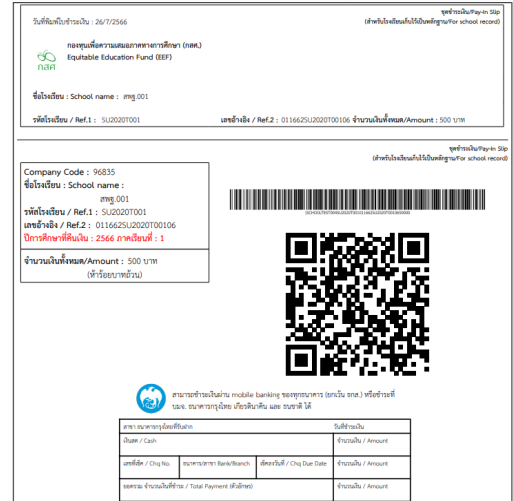 ชุดชำระเงิน/Pay-In Slip
วันที่พิมพ์ใบชำระเงิน : 26/7/2566
(สำหรับโรงเรียนเก็บไว้เป็นหลักฐาน/For school record)
กองทุนเพื่อความเสมอภาคทางการศึกษา (กสศ.)
Equitable Education Fund (EEF)
กสศ
ชื่อโรงเรียน : School name : สพฐ.001
รหัสโรงเรียน / Ref.1 : SU2020T001
เลขอ้างอิง / Ref.2 : 0116625U2020T00106 จำนวนเงินทั้งหมด/Amount : 500 บาท
ชุดชำระเงิน/Pay-In Slip
(สำหรับโรงเรียนเก็บไว้เป็นหลักฐาน/For school record)
Company Code : 96835
ชื่อโรงเรียน : School name :
สพฐ.001
รหัสโรงเรียน / Ref.1 : SU2020T001
เลขอ้างอิง / Ref.2 : 0116625U2020T00106
ปีการศึกษาที่คืนเงิน : 2566 ภาคเรียนที่ : 1
จำนวนเงินทั้งหมด/Amount : 500 บาท
(ห้าร้อยบาทถ้วน)
สามารถชำระเงินผ่าน mobile banking ของทุกธนาคาร (ยกเว้น ธกส.) หรือชำระที่
บมจ. ธนาคารกรุงไทย เกียรตินาคิน และ ธนชาติ ได้
สาขา ธนาคารกรุงไทยที่รับฝาก
วันที่ชำระเงิน
เงินสด / Cash
จำนวนเงิน / Amount
เลขที่เช็ค / Chq No.
ธนาคาร/สาขา Bank/Branch
เช็คลงวันที่ / Chq Due Date
จำนวนเงิน / Amount
ยอดรวม จำนวนเงินที่ชำระ / Total Payment (ตัวอักษร)
จำนวนเงิน / Amount